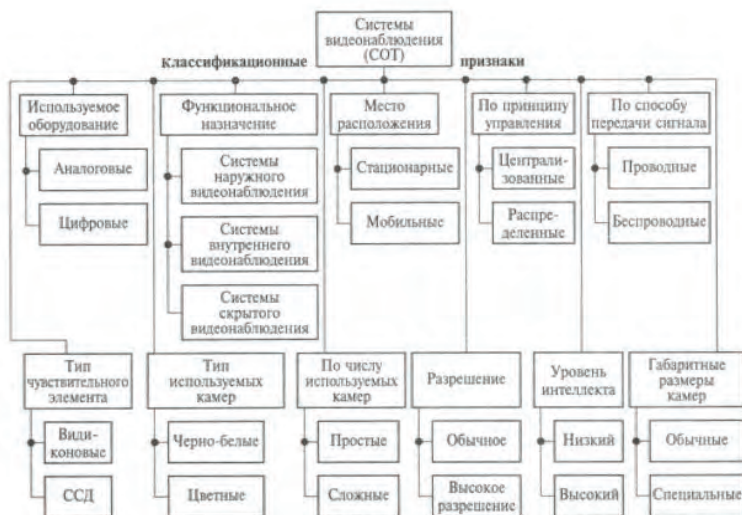 Системы
видеонаблюдения
(СОТ)
Классификационные признаки
Используемое
оборудование
Аналоговые
Цифровые
Функциональное
назначение
Системы
наружного
видеонаблюдения
Системы
внутреннего
видеонаблюдения
Системы
скрытого
видеонаблюдения
Место
расположения
Стационарные
Мобильные
По принципу
управления
Централи-
зованные
Распре-
деленные
По способу
передачи сигнала
Проводные
Беспроводные
Тип
чувствительного
элемента
Види-
коновые
ССД
Тип
используемых
камер
Черно-белые
Цветные
По числу
используемых
камер
Простые
Сложные
Разрешение
Обычное
Высокое
разрешение
Уровень
интеллекта
Низкий
Высокий
Габаритные
размеры
камер
Обычные
Специальные